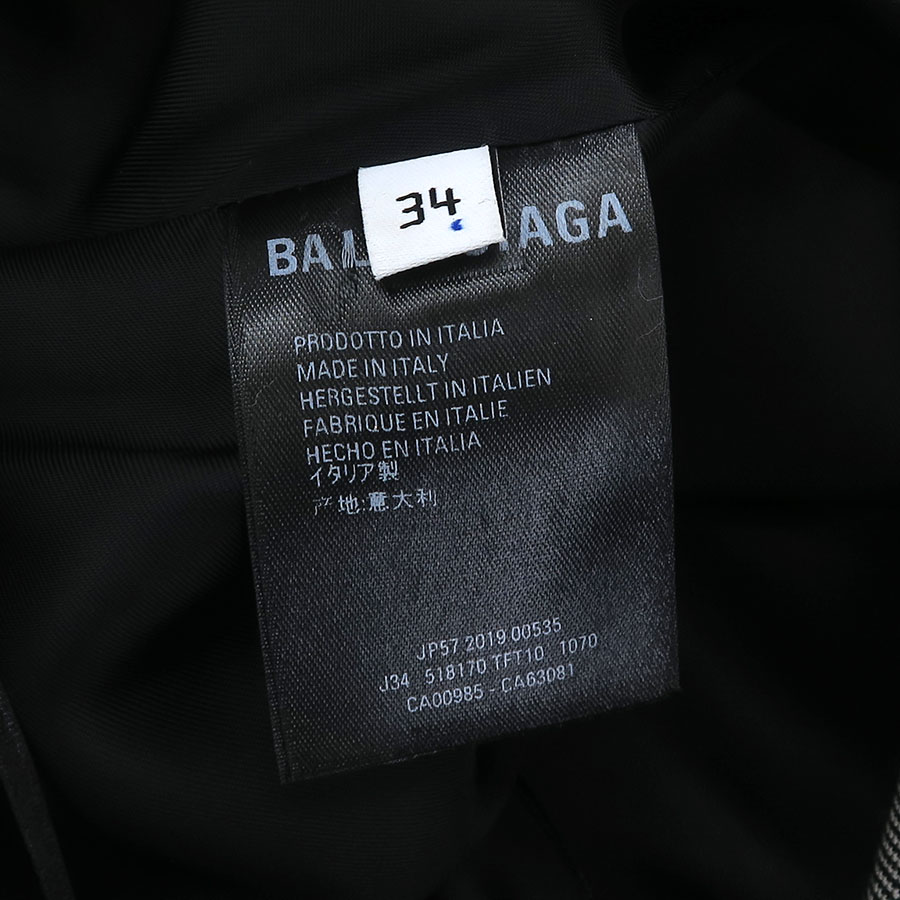 34
BAL AGA
PRODOTTO IN ITALIA
MADE IN ITALY
HERGESTELLT IN ITALIEN
FABRIQUE EN ITALIE
HECHO EN ITALIA
イタリア製
产地:意大利
JP57 2019 00535
J34 518170 TFT10 1070
CA00985 - CA63081